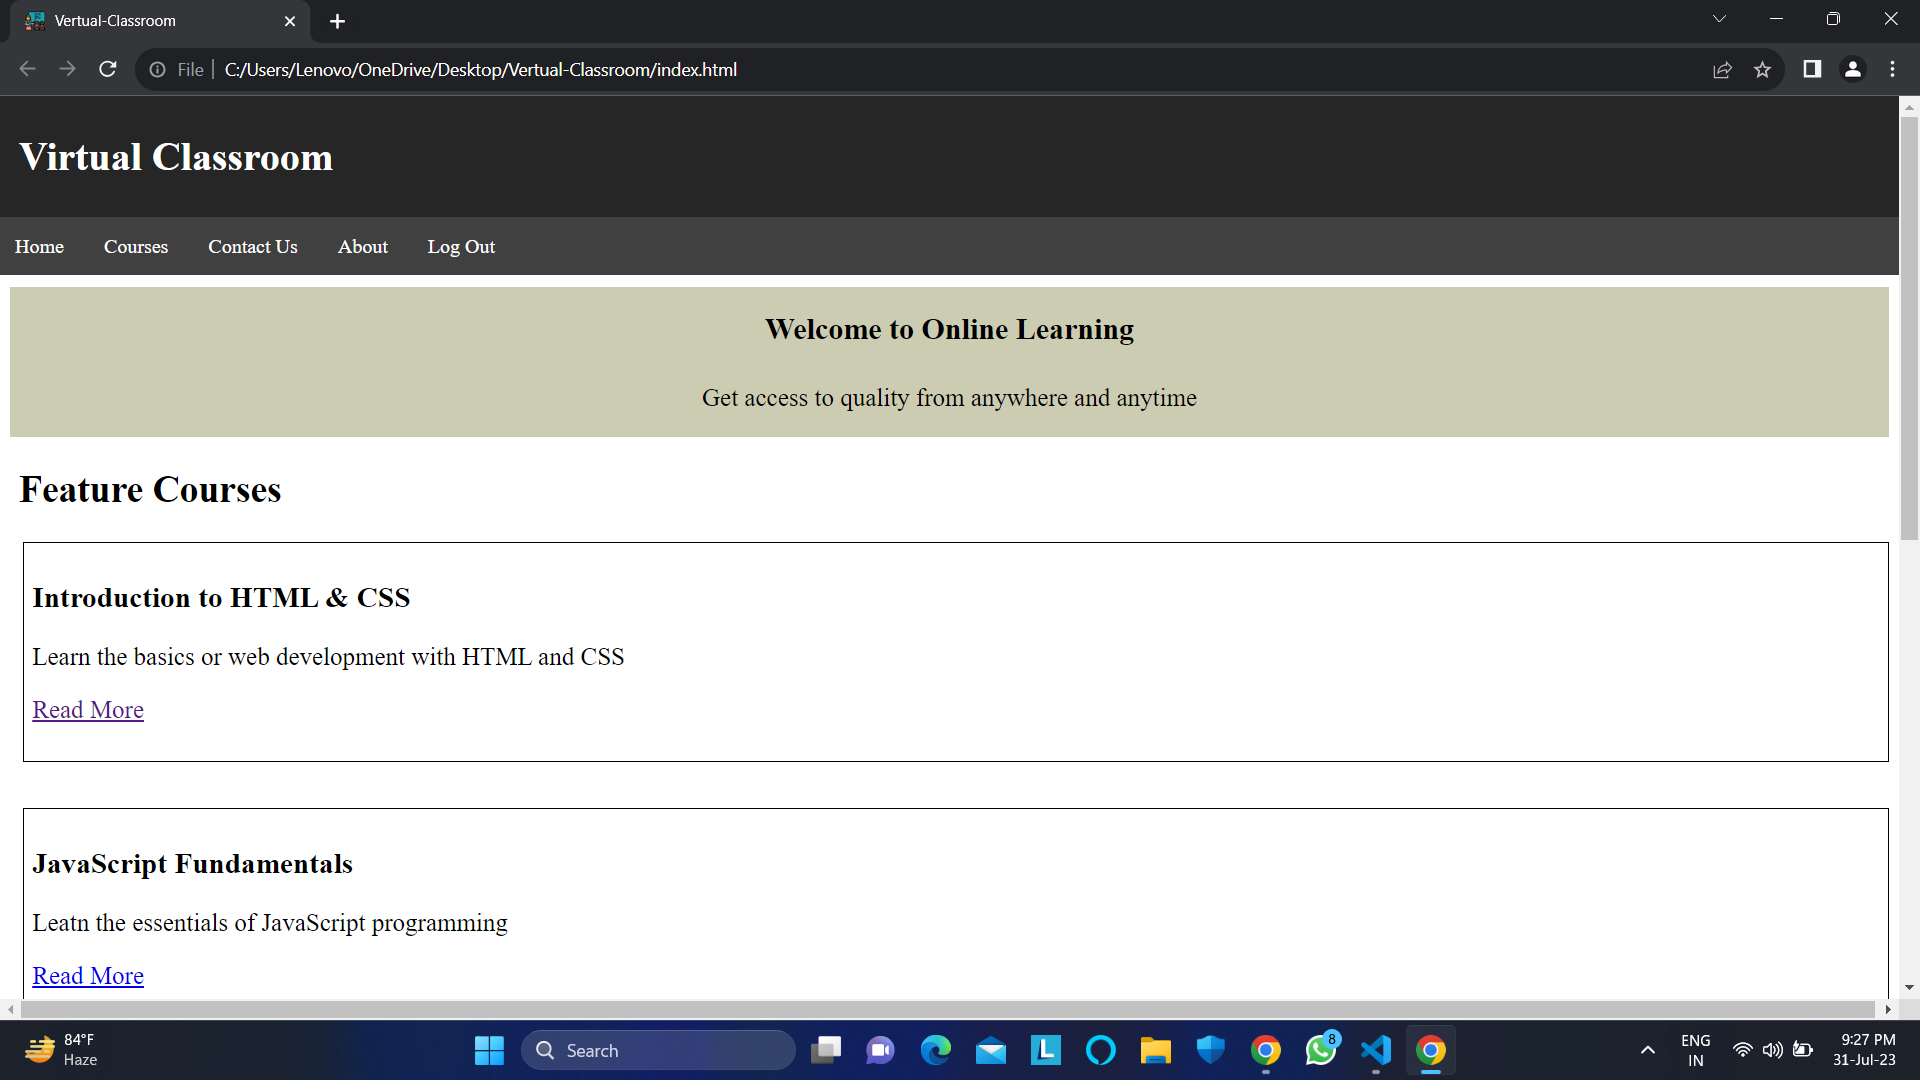 Vertual-Classroom
File C:/Users/Lenovo/OneDrive/Desktop/Vertual-Classroom/index.html
Virtual Classroom
Home Courses Contact Us About Log Out
Welcome to Online Learning
Get access to quality from anywhere and anytime
Feature Courses
Introduction to HTML & CSS
Learn the basics or web development with HTML and CSS
Read More
JavaScript Fundamentals
Leatn the essentials of JavaScript programming
Read More
84°F
Haze
Search
L
8
ENG
IN
9:27 PM
31-Jul-23